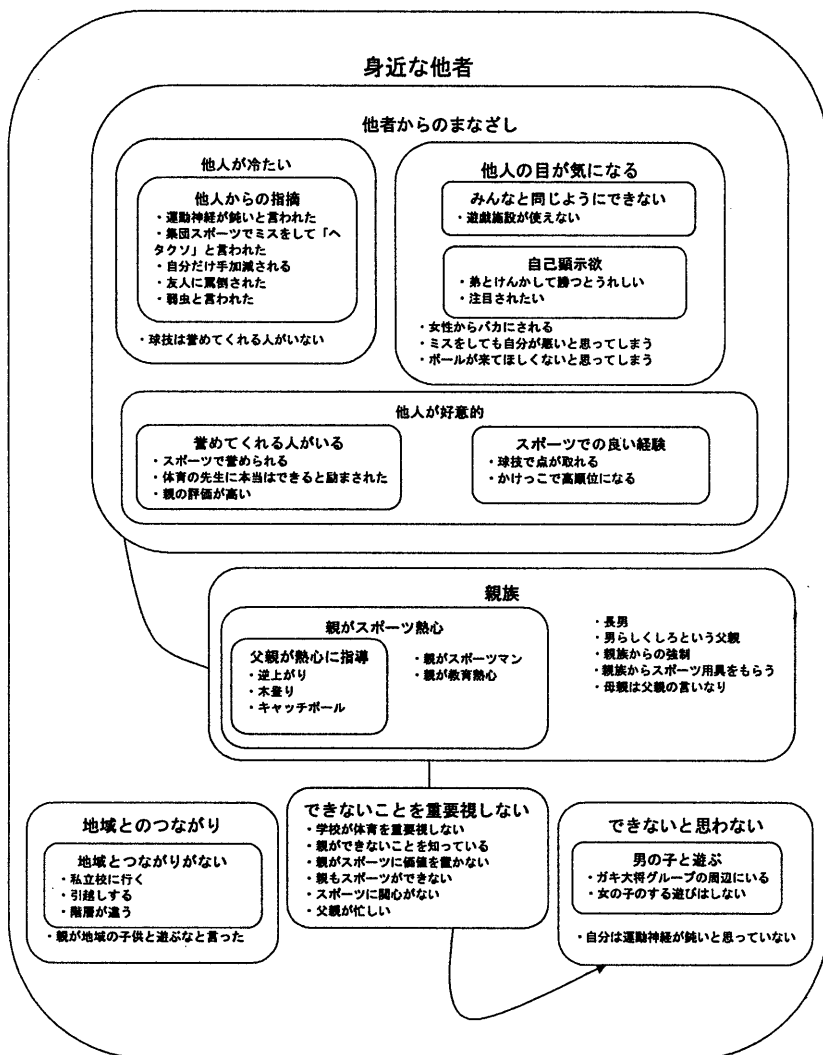 身近な他者
他者からのまなざし
他人が冷たい
他人からの指摘
・運動神経が鈍いと言われた
・集団スポーツでミスをして「ヘ
タクソ」と言われた
・自分だけ手加減される
・友人に罵倒された
・弱虫と言われた
・球技は誉めてくれる人がいない
他人の目が気になる
みんなと同じようにできない
・遊戯施設が使えない
自己顕示欲
・弟とけんかして勝つとうれしい
・注目されたい
・女性からバカにされる
・ミスをしても自分が悪いと思ってしまう
・ボールが来てほしくないと思ってしまう
他人が好意的
誉めてくれる人がいる
・スポーツで誉められる
・体育の先生に本当はできると励まされた
・親の評価が高い
スポーツでの良い経験
・球技で点が取れる
・かけっこで高順位になる
親族
親がスポーツ熱心
父親が熱心に指導
・逆上がり
・木登り
・キャッチボール
・親がスポーツマン
・親が教育熱心
・長男
・男らしくしろという父親
・親族からの強制
・親族からスポーツ用具をもらう
・母親は父親の言いなり
地域とのつながり
地域とつながりがない
・私立校に行く
・引越しする
・階層が違う
・親が地域の子供と遊ぶなと言った
できないことを重要視しない
・学校が体育を重要視しない
・親ができないことを知っている
・親がスポーツに価値を置かない
・親もスポーツができない
・スポーツに関心がない
・父親が忙しい
できないと思わない
男の子と遊ぶ
・ガキ大将グループの周辺にいる
・女の子のする遊びはしない
・自分は運動神経が鈍いと思っていない